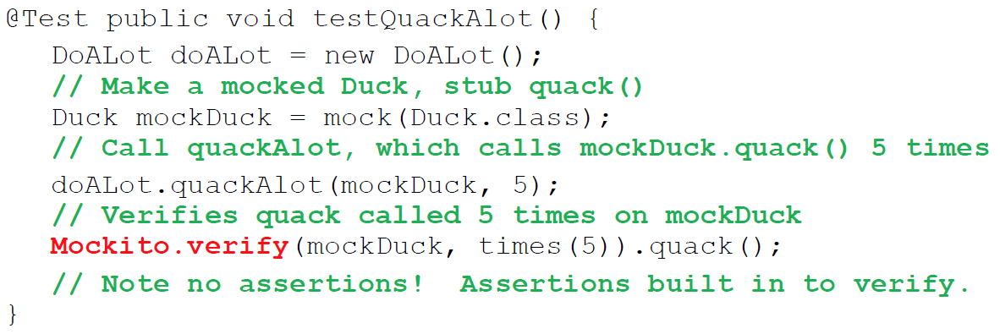 @Test public void testQuackAlot() {
DoALot doALot = new DoALot();
// Make a mocked Duck, stub quack()
Duck mockDuck = mock(Duck.class);
// Call quackAlot, which calls mockDuck.quack() 5 times
doALot.quackAlot(mockDuck, 5);
// Verifies quack called 5 times on mockDuck
Mockito.verify(mockDuck, times(5)).quack();
// Note no assertions!  Assertions built in to verify.
}